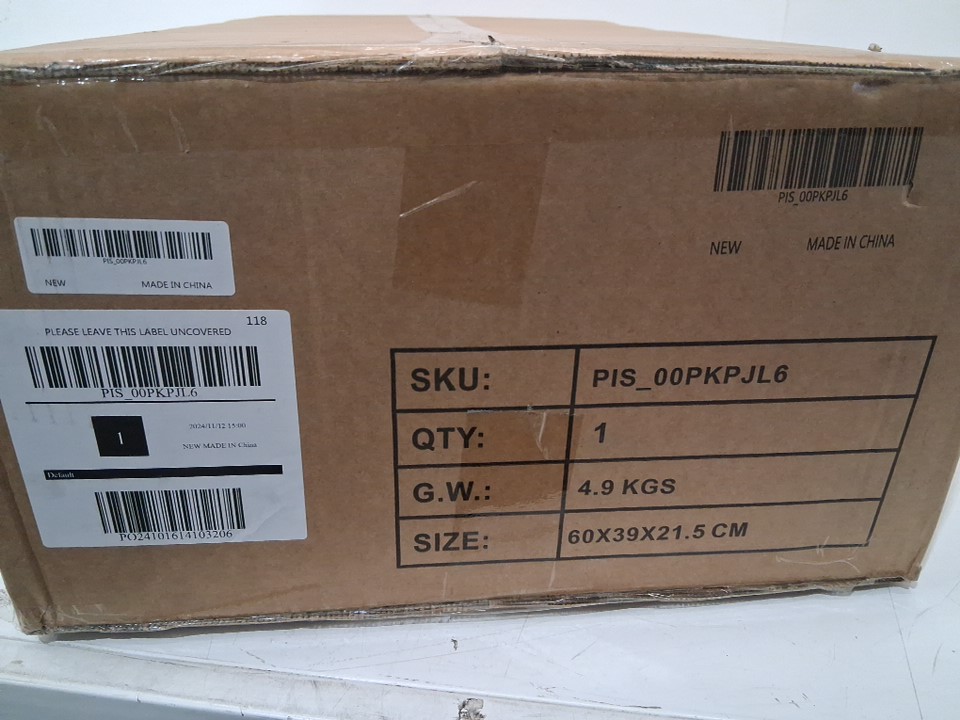 PIS_00PKPJL6
NEW MADE IN CHINA
PIS_00PKPJL6
NEW MADE IN CHINA
118
PLEASE LEAVE THIS LABEL UNCOVERED
PIS_00PKPJL6
1
2024/11/12 15:00
NEW MADE IN China
Default
PO24101614103206
SKU: PIS_00PKPJL6
QTY: 1
G.W.: 4.9 KGS
SIZE: 60X39X21.5 CM